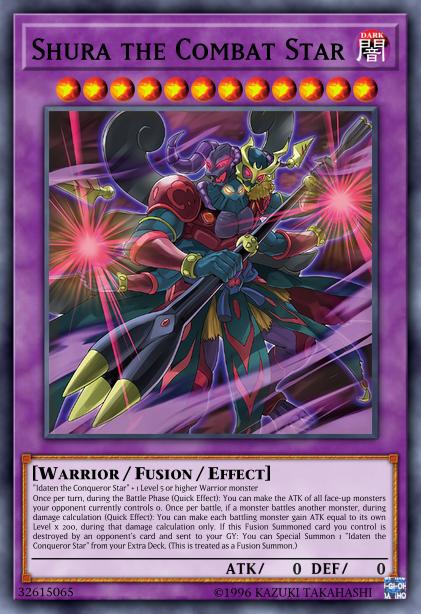 SHURA THE COMBAT STAR
DARK
闇
[WARRIOR / FUSION / EFFECT]
"Idaten the Conqueror Star" + 1 Level 5 or higher Warrior monster
Once per turn, during the Battle Phase (Quick Effect): You can make the ATK of all face-up monsters
your opponent currently controls 0. Once per battle, if a monster battles another monster, during
damage calculation (Quick Effect): You can make each battling monster gain ATK equal to its own
Level x 200, during that damage calculation only. If this Fusion Summoned card you control is
destroyed by an opponent's card and sent to your GY: You can Special Summon 1 "Idaten the
Conqueror Star" from your Extra Deck. (This is treated as a Fusion Summon.)
ATK/ 0 DEF/ 0
32615065 ©1996 KAZUKI TAKAHASHI